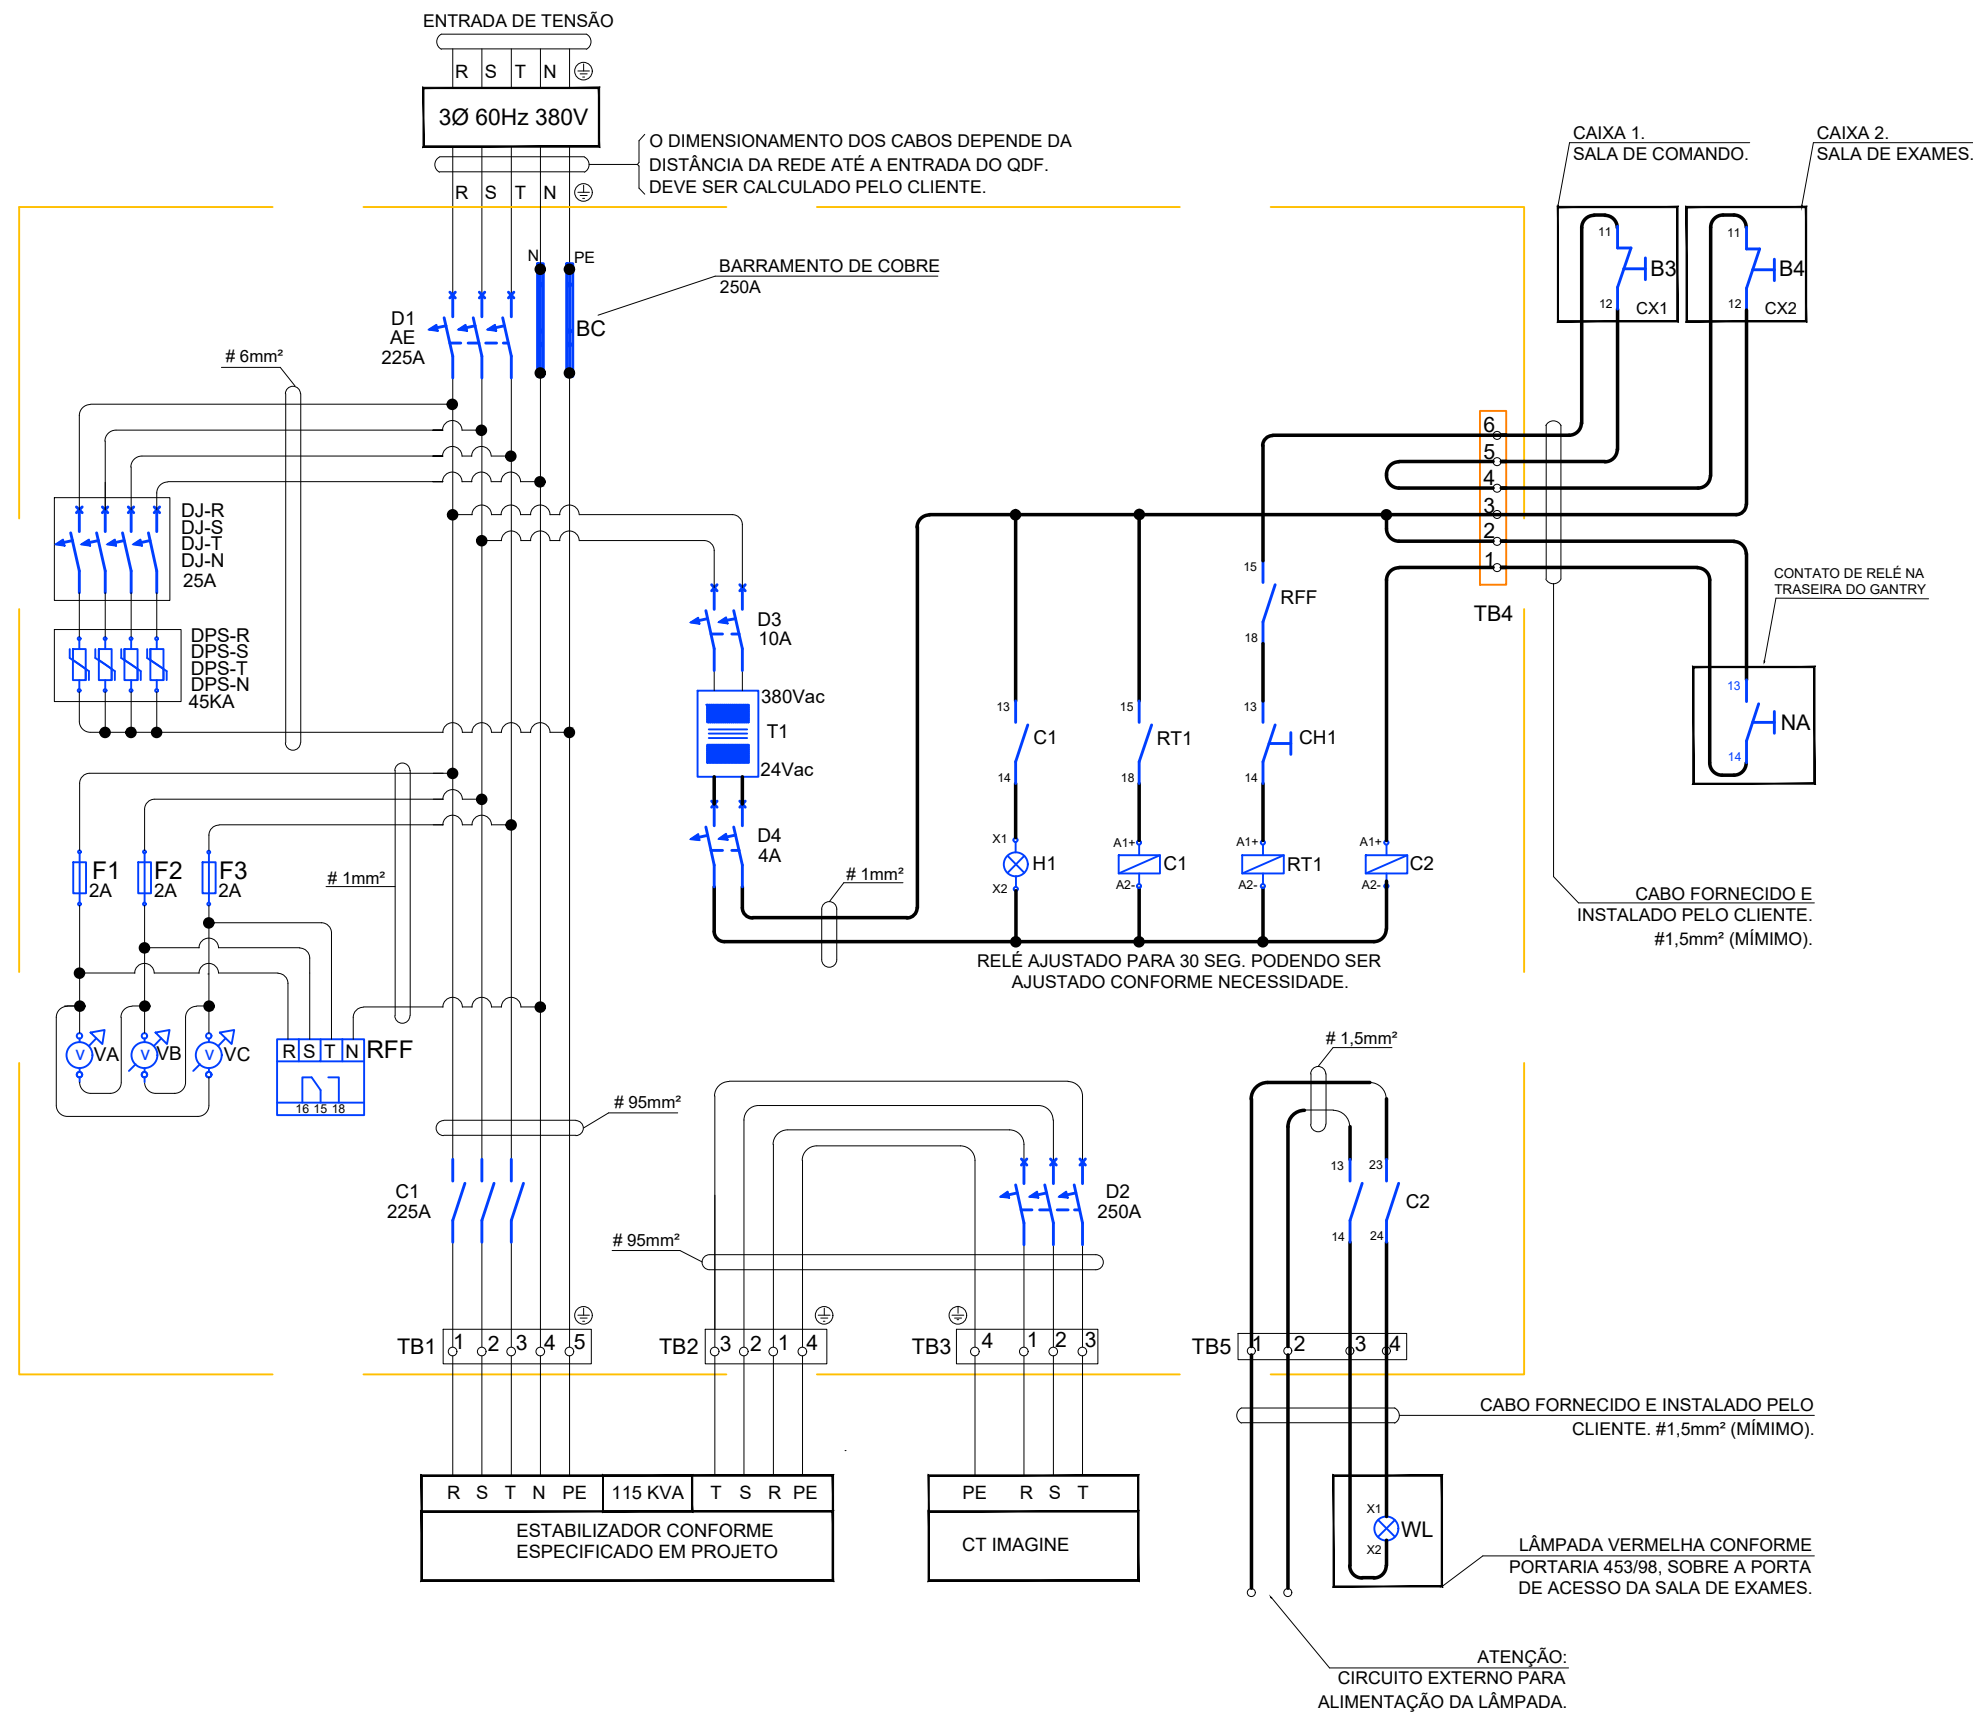 ENTRADA DE TENSÃO
R S T N
3Ø 60Hz 380V
O DIMENSIONAMENTO DOS CABOS DEPENDE DA
DISTÂNCIA DA REDE ATÉ A ENTRADA DO QDF.
DEVE SER CALCULADO PELO CLIENTE.
R S T N
CAIXA 1.
SALA DE COMANDO.
CAIXA 2.
SALA DE EXAMES.
11
B3
12
CX1
11
B4
12
CX2
N
PE
BARRAMENTO DE COBRE
250A
BC
D1
AE
225A
# 6mm²
DJ-R
DJ-S
DJ-T
DJ-N
25A
DPS-R
DPS-S
DPS-T
DPS-N
45KA
D3
10A
380Vac
T1
24Vac
D4
4A
# 1mm²
6
5
4
3
2
1
TB4
15
RFF
18
13
C1
14
15
RT1
18
13
CH1
14
X1
H1
X2
A1+
C1
A2-
A1+
RT1
A2-
A1+
C2
A2-
CONTATO DE RELÉ NA
TRASEIRA DO GANTRY
13
NA
14
CABO FORNECIDO E
INSTALADO PELO CLIENTE.
#1,5mm² (MÍMIMO).
RELÉ AJUSTADO PARA 30 SEG. PODENDO SER
AJUSTADO CONFORME NECESSIDADE.
F1
2A
F2
2A
F3
2A
# 1mm²
V VA
V VB
V VC
R S T N RFF
16 15 18
# 95mm²
C1
225A
# 95mm²
D2
250A
# 1,5mm²
13 23
C2
14 24
TB1 1 2 3 4 5
TB2 3 2 1 4
TB3 4 1 2 3
TB5 1 2 3 4
CABO FORNECIDO E INSTALADO PELO
CLIENTE. #1,5mm² (MÍMIMO).
R S T N PE 115 KVA T S R PE
ESTABILIZADOR CONFORME
ESPECIFICADO EM PROJETO
PE R S T
CT IMAGINE
X1
WL
X2
LÂMPADA VERMELHA CONFORME
PORTARIA 453/98, SOBRE A PORTA
DE ACESSO DA SALA DE EXAMES.
ATENÇÃO:
CIRCUITO EXTERNO PARA
ALIMENTAÇÃO DA LÂMPADA.